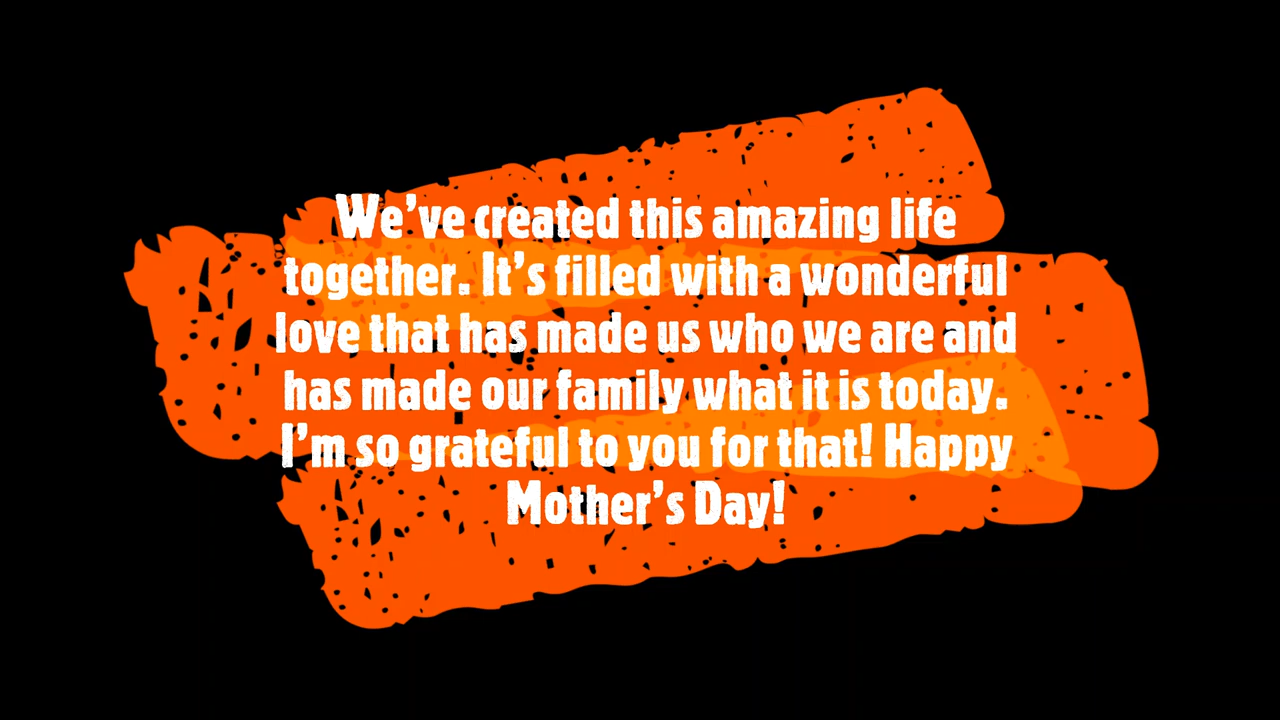 We've created this amazing life
together. It's filled with a wonderful
love that has made us who we are and
has made our family what it is today.
I'm so grateful to you for that! Happy
Mother's Day!